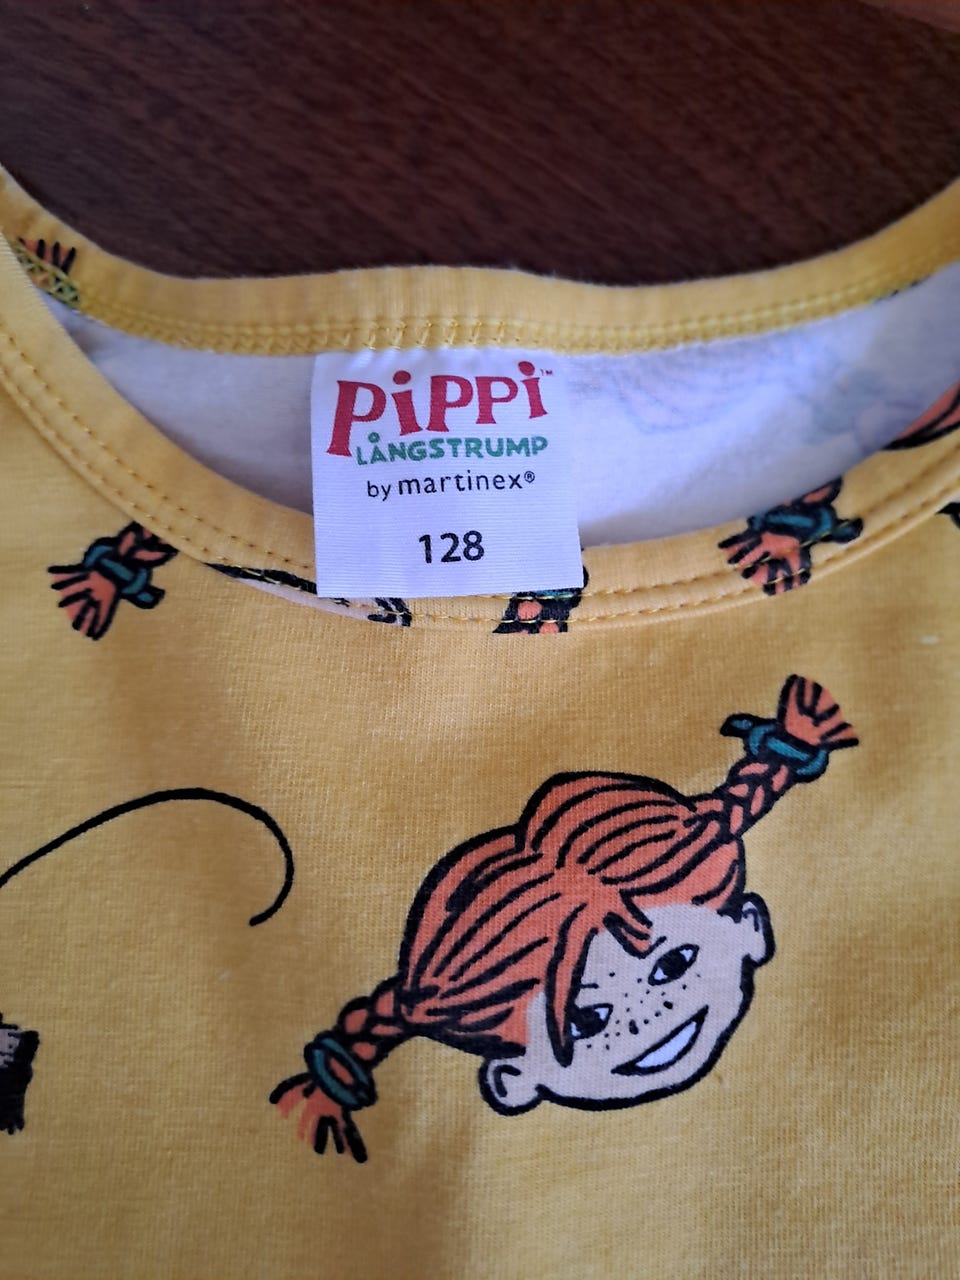 PiPPi™
LÅNGSTRUMP
by martinex®
128